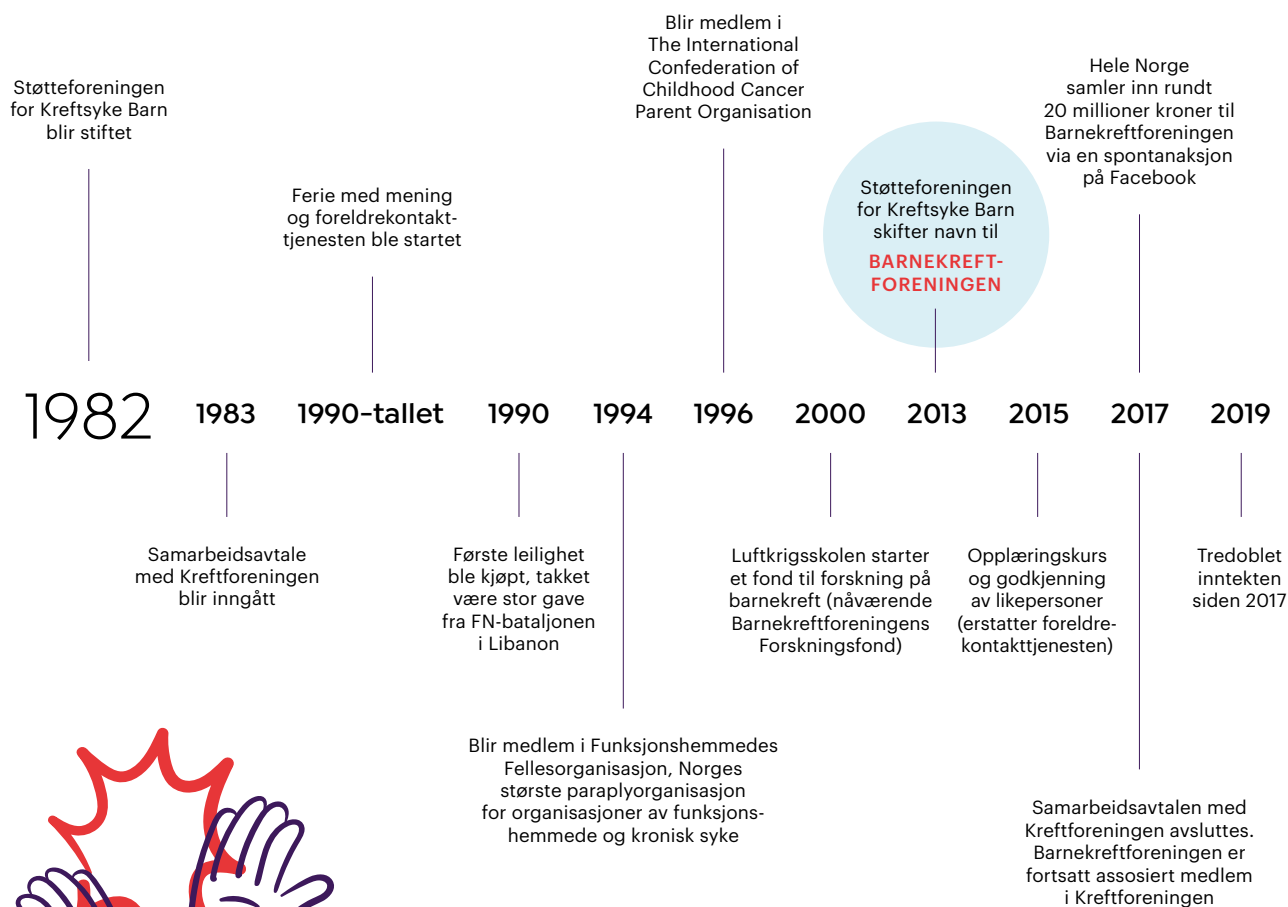 Støtteforeningen
for Kreftsyke Barn
blir stiftet
Ferie med mening
og foreldrekontakt-
tjenesten ble startet
Blir medlem i
The International
Confederation of
Childhood Cancer
Parent Organisation
Støtteforeningen
for Kreftsyke Barn
skifter navn til
BARNEKREFT-
FORENINGEN
Hele Norge
samler inn rundt
20 millioner kroner til
Barnekreftforeningen
via en spontanaksjon
på Facebook
1982 1983 1990-tallet 1990 1994 1996 2000 2013 2015 2017 2019
Samarbeidsavtale
med Kreftforeningen
blir inngått
Første leilighet
ble kjøpt, takket
være stor gave
fra FN-bataljonen
i Libanon
Luftkrigsskolen starter
et fond til forskning på
barnekreft (nåværende
Barnekreftforeningens
Forskningsfond)
Opplæringskurs
og godkjenning
av likepersoner
(erstatter foreldre-
kontakttjenesten)
Tredoblet
inntekten
siden 2017
Blir medlem i Funksjonshemmedes
Fellesorganisasjon, Norges
største paraplyorganisasjon
for organisasjoner av funksjons-
hemmede og kronisk syke
Samarbeidsavtalen med
Kreftforeningen avsluttes.
Barnekreftforeningen er
fortsatt assosiert medlem
i Kreftforeningen